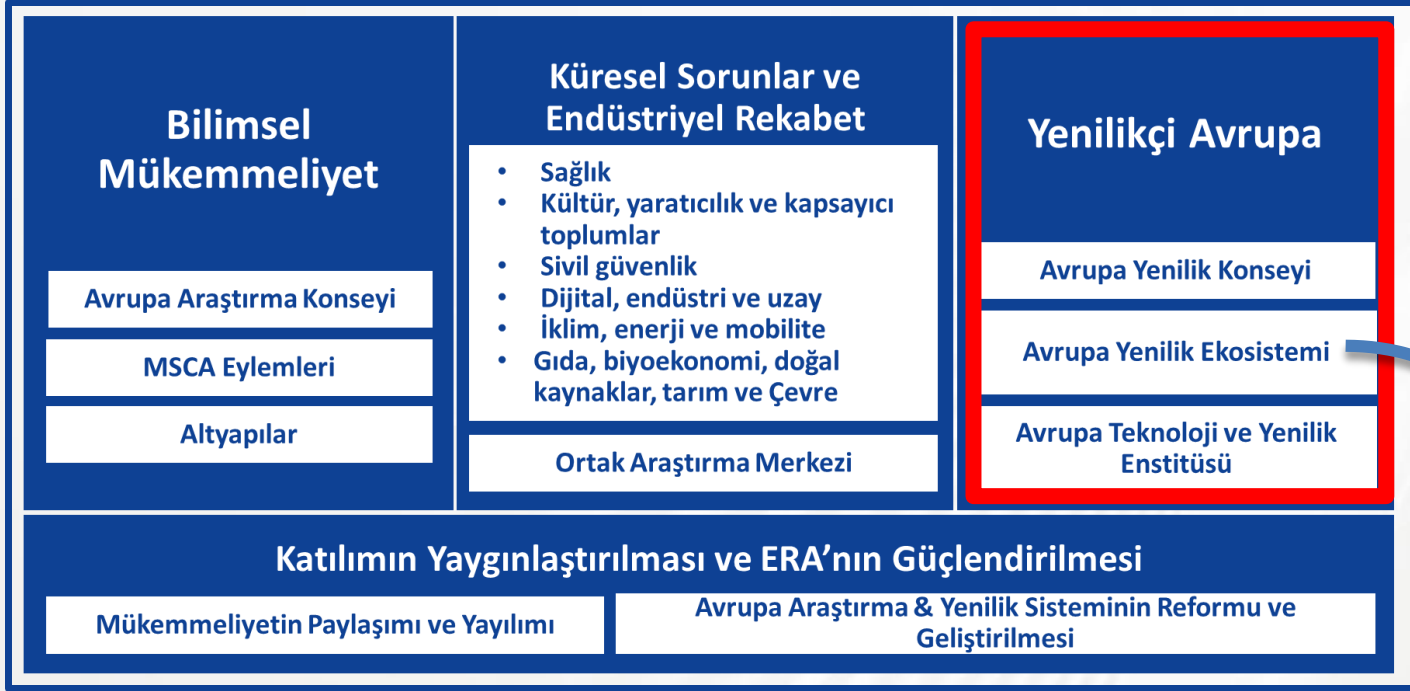 Bilimsel
Mükemmeliyet
Avrupa Araştırma Konseyi
MSCA Eylemleri
Altyapılar
Küresel Sorunlar ve
Endüstriyel Rekabet
• Sağlık
• Kültür, yaratıcılık ve kapsayıcı
toplumlar
• Sivil güvenlik
• Dijital, endüstri ve uzay
• İklim, enerji ve mobilite
• Gıda, biyoekonomi, doğal
kaynaklar, tarım ve Çevre
Ortak Araştırma Merkezi
Yenilikçi Avrupa
Avrupa Yenilik Konseyi
Avrupa Yenilik Ekosistemi
Avrupa Teknoloji ve Yenilik
Enstitüsü
Katılımın Yaygınlaştırılması ve ERA’nın Güçlendirilmesi
Mükemmeliyetin Paylaşımı ve Yayılımı
Avrupa Araştırma & Yenilik Sisteminin Reformu ve
Geliştirilmesi